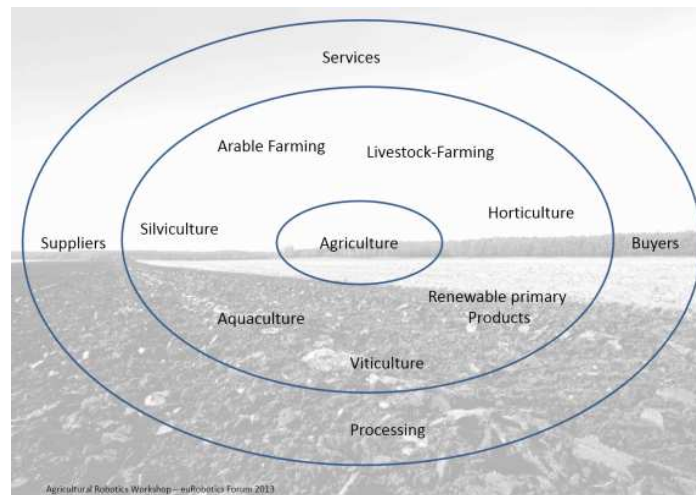 Services
Arable Farming
Livestock-Farming
Horticulture
Silviculture
Suppliers
Agriculture
Buyers
Renewable primary
Products
Aquaculture
Viticulture
Processing
Agricultural Robotics Workshop – euRobotics Forum 2013